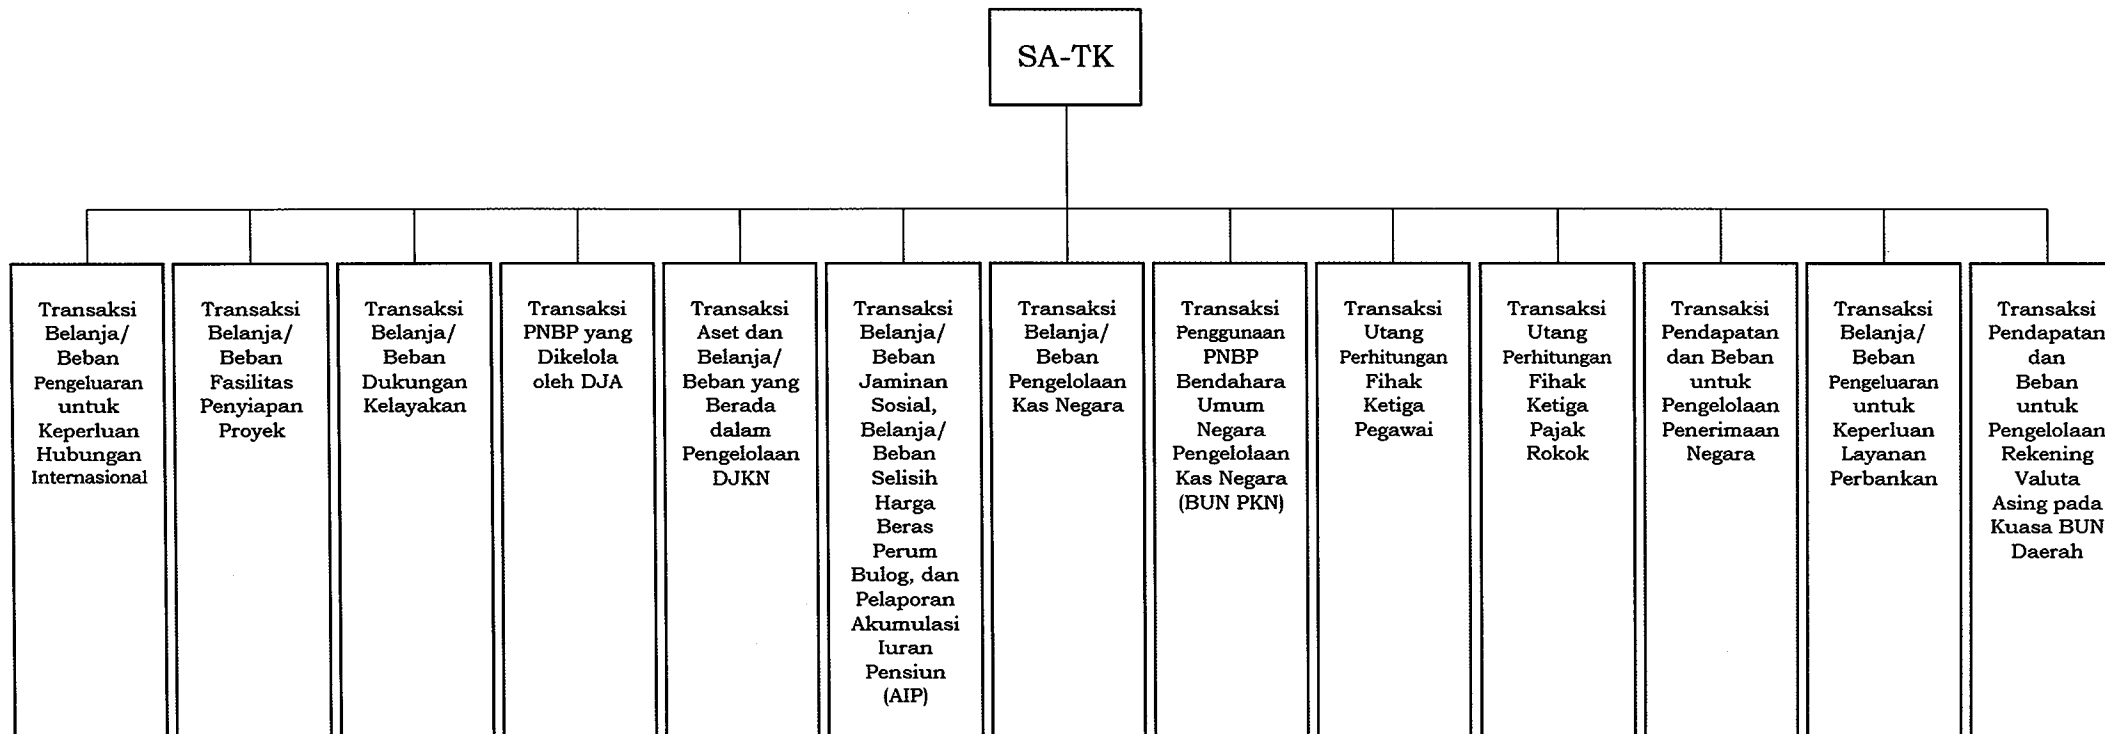 SA-TK
Transaksi
Belanja/
Beban
Pengeluaran
untuk
Keperluan
Hubungan
Internasional
Transaksi
Belanja/
Beban
Fasilitas
Penyiapan
Proyek
Transaksi
Belanja/
Beban
Dukungan
Kelayakan
Transaksi
PNBP yang
Dikelola
oleh DJA
Transaksi
Aset dan
Belanja/
Beban yang
Berada
dalam
Pengelolaan
DJKN
Transaksi
Belanja/
Beban
Jaminan
Sosial,
Belanja/
Beban
Selisih
Harga
Beras
Perum
Bulog, dan
Pelaporan
Akumulasi
Iuran
Pensiun
(AIP)
Transaksi
Belanja/
Beban
Pengelolaan
Kas Negara
Transaksi
Penggunaan
PNBP
Bendahara
Umum
Negara
Pengelolaan
Kas Negara
(BUN PKN)
Transaksi
Utang
Perhitungan
Fihak
Ketiga
Pegawai
Transaksi
Utang
Perhitungan
Fihak
Ketiga
Pajak
Rokok
Transaksi
Pendapatan
dan Beban
untuk
Pengelolaan
Penerimaan
Negara
Transaksi
Belanja/
Beban
Pengeluaran
untuk
Keperluan
Layanan
Perbankan
Transaksi
Pendapatan
dan
Beban
untuk
Pengelolaan
Rekening
Valuta
Asing pada
Kuasa BUN
Daerah